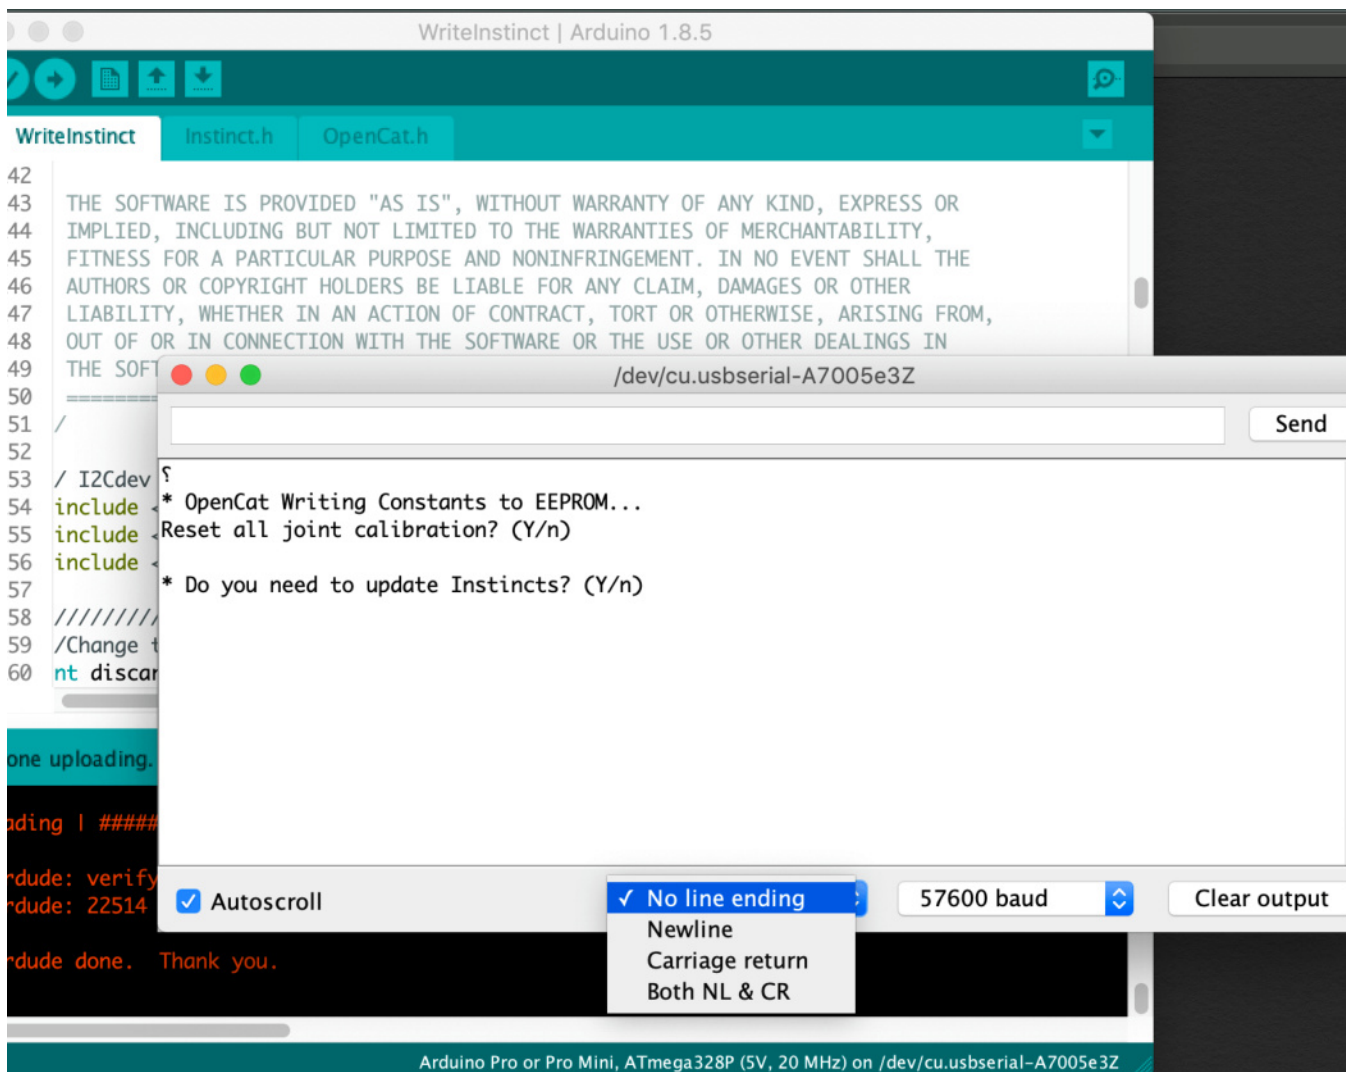 WriteInstinct | Arduino 1.8.5
WriteInstinct Instinct.h OpenCat.h
42
43 THE SOFTWARE IS PROVIDED "AS IS", WITHOUT WARRANTY OF ANY KIND, EXPRESS OR
44 IMPLIED, INCLUDING BUT NOT LIMITED TO THE WARRANTIES OF MERCHANTABILITY,
45 FITNESS FOR A PARTICULAR PURPOSE AND NONINFRINGEMENT. IN NO EVENT SHALL THE
46 AUTHORS OR COPYRIGHT HOLDERS BE LIABLE FOR ANY CLAIM, DAMAGES OR OTHER
47 LIABILITY, WHETHER IN AN ACTION OF CONTRACT, TORT OR OTHERWISE, ARISING FROM,
48 OUT OF OR IN CONNECTION WITH THE SOFTWARE OR THE USE OR OTHER DEALINGS IN
49 THE SOFT
50 ========
51 /
52
53 / I2Cdev
54 include <
55 include <
56 include <
57
58 /////////
59 /Change t
60 nt discar
/dev/cu.usbserial-A7005e3Z
Send
⸮
* OpenCat Writing Constants to EEPROM...
Reset all joint calibration? (Y/n)
* Do you need to update Instincts? (Y/n)
Autoscroll
✓ No line ending
Newline
Carriage return
Both NL & CR
57600 baud
Clear output
one uploading.
ading | #####
rdude: verify
rdude: 22514
rdude done. Thank you.
Arduino Pro or Pro Mini, ATmega328P (5V, 20 MHz) on /dev/cu.usbserial-A7005e3Z